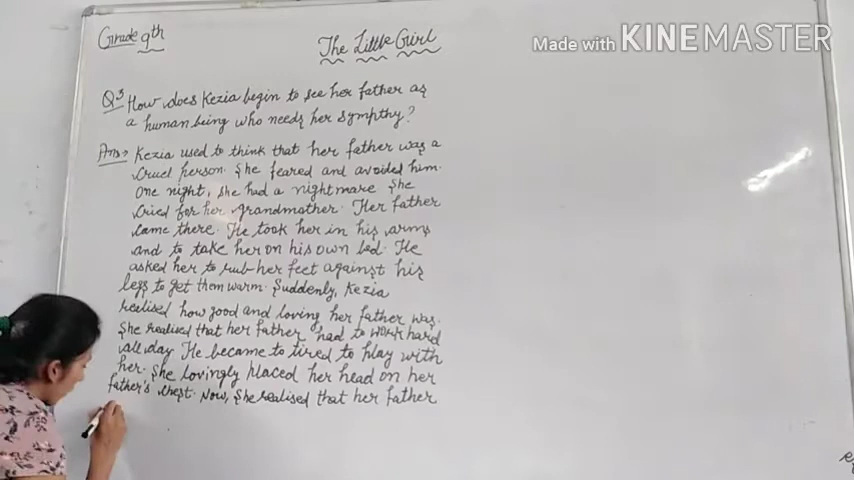 Grade 9th
The Little Girl
Made with KINEMASTER
Q3 How does Kezia begin to see her father as
a human being who needs her sympthy?
Ans→ Kezia used to think that her father was a
cruel person. She feared and avoided him.
One night, she had a nightmare. She
cried for her grandmother. Her father
came there. He took her in his arms
and to take her on his own bed. He
asked her to rub her feet against his
legs to get them warm. Suddenly, Kezia
realised how good and loving her father was.
She realised that her father had to work hard
all day. He became to tired to play with
her. She lovingly placed her head on her
father's chest. Now, she realised that her father